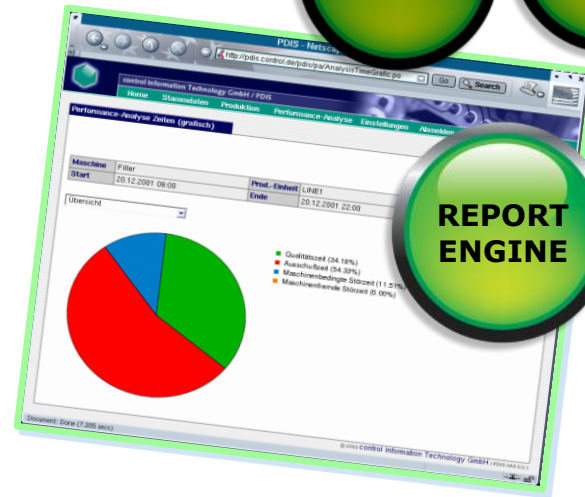 PDIS - Netscape
http://pdis.control.de/pdis/pa/AnalysisTimeGrafic.po
Go
Search
control Information Technology GmbH / PDIS
Home Stammdaten Produktion Performance-Analyse Einstellungen Abmelden
Performance-Analyse Zeiten (grafisch)
Maschine Filler Prod.-Einheit LINE1
Start 20.12.2001 06:00 Ende 20.12.2001 22:00
Übersicht
Qualitätszeit (34.18%)
Ausschußzeit (54.33%)
Maschinenbedingte Störzeit (11.51%)
Maschinenfremde Störzeit (0.00%)
REPORT
ENGINE
Document: Done (7.205 secs)
control Information Technology GmbH